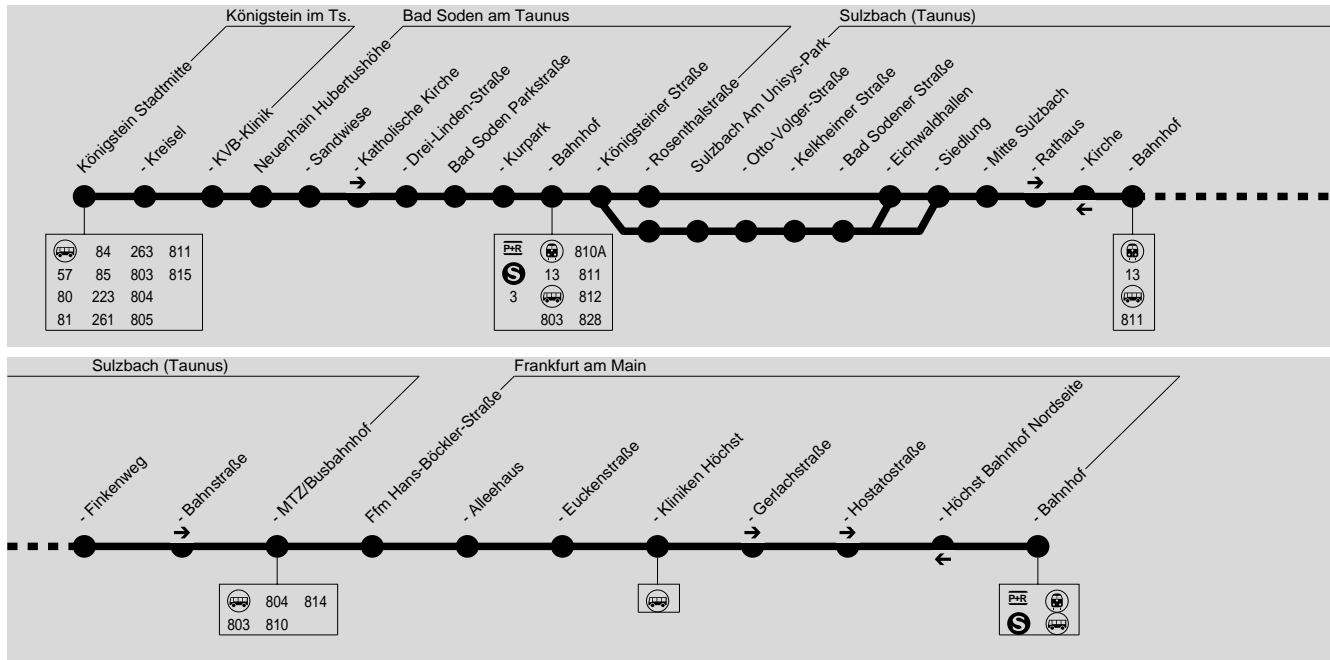 Königstein im Ts.
Bad Soden am Taunus
Sulzbach (Taunus)
Königstein Stadtmitte
- Kreisel
- KVB-Klinik
Neuenhain Hubertushöhe
- Sandwiese
- Katholische Kirche
- Drei-Linden-Straße
Bad Soden Parkstraße
- Kurpark
- Bahnhof
- Königsteiner Straße
- Rosenthalstraße
Sulzbach Am Unisys-Park
- Otto-Volger-Straße
- Kelkheimer Straße
- Bad Sodener Straße
- Eichwaldhallen
- Siedlung
- Mitte Sulzbach
- Rathaus
- Kirche
- Bahnhof
84 263 811
57 85 803 815
80 223 804
81 261 805
P+R 810A
S 13 811
3 812
803 828
13
811
Sulzbach (Taunus)
Frankfurt am Main
- Finkenweg
- Bahnstraße
- MTZ/Busbahnhof
Ffm Hans-Böckler-Straße
- Alleehaus
- Euckenstraße
- Kliniken Höchst
- Gerlachstraße
- Hostatostraße
- Höchst Bahnhof Nordseite
- Bahnhof
804 814
803 810
P+R
S